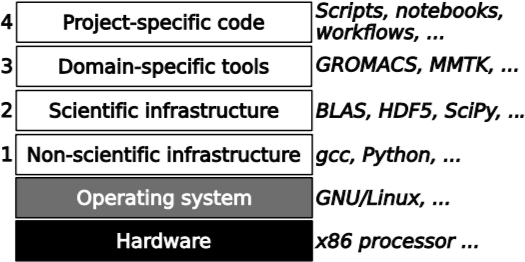 4 Project-specific code Scripts, notebooks,
workflows, ...
3 Domain-specific tools GROMACS, MMTK, ...
2 Scientific infrastructure BLAS, HDF5, SciPy, ...
1 Non-scientific infrastructure gcc, Python, ...
Operating system GNU/Linux, ...
Hardware x86 processor ...